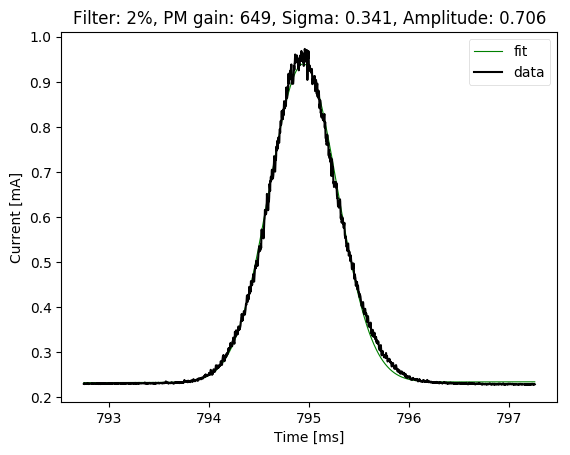 Filter: 2%, PM gain: 649, Sigma: 0.341, Amplitude: 0.706
fit
data
Current [mA]
1.0
0.9
0.8
0.7
0.6
0.5
0.4
0.3
0.2
793
794
795
796
797
Time [ms]